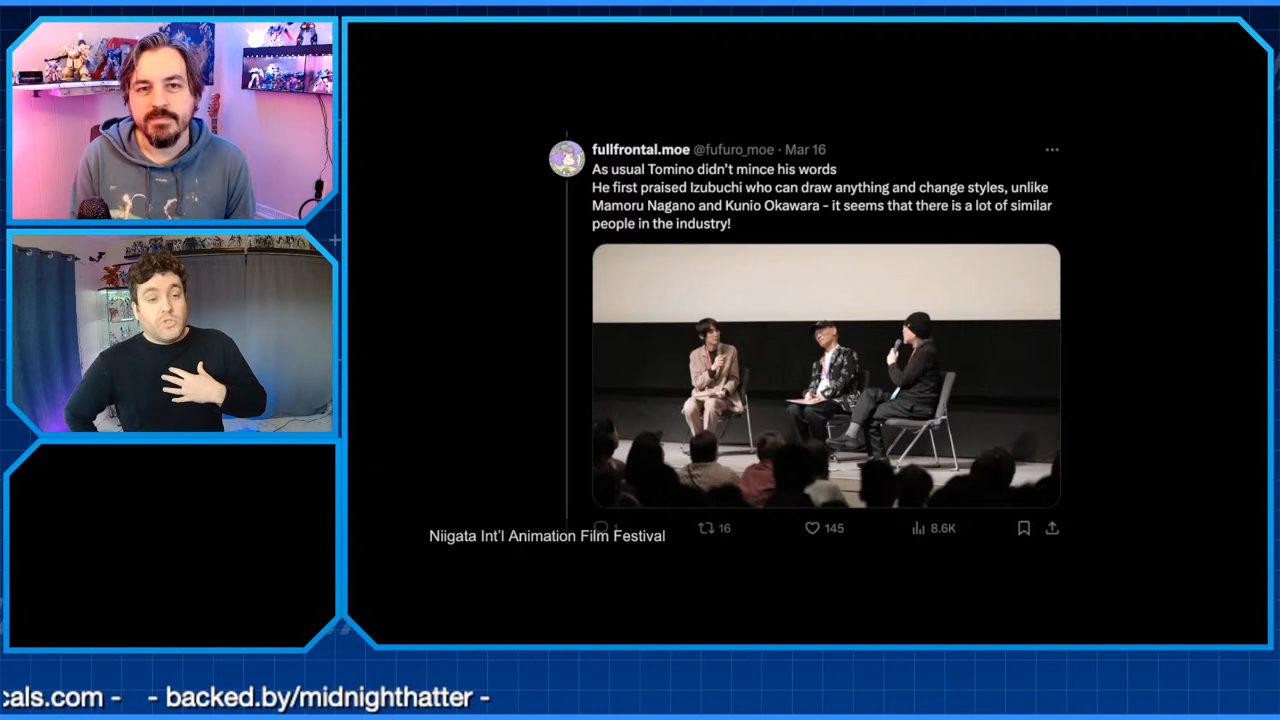 fullfrontal.moe @fufuro_moe · Mar 16
As usual Tomino didn't mince his words
He first praised Izubuchi who can draw anything and change styles, unlike
Mamoru Nagano and Kunio Okawara - it seems that there is a lot of similar
people in the industry!
16 145 8.6K
Niigata Int'l Animation Film Festival
cals.com - - backed.by/midnighthatter -